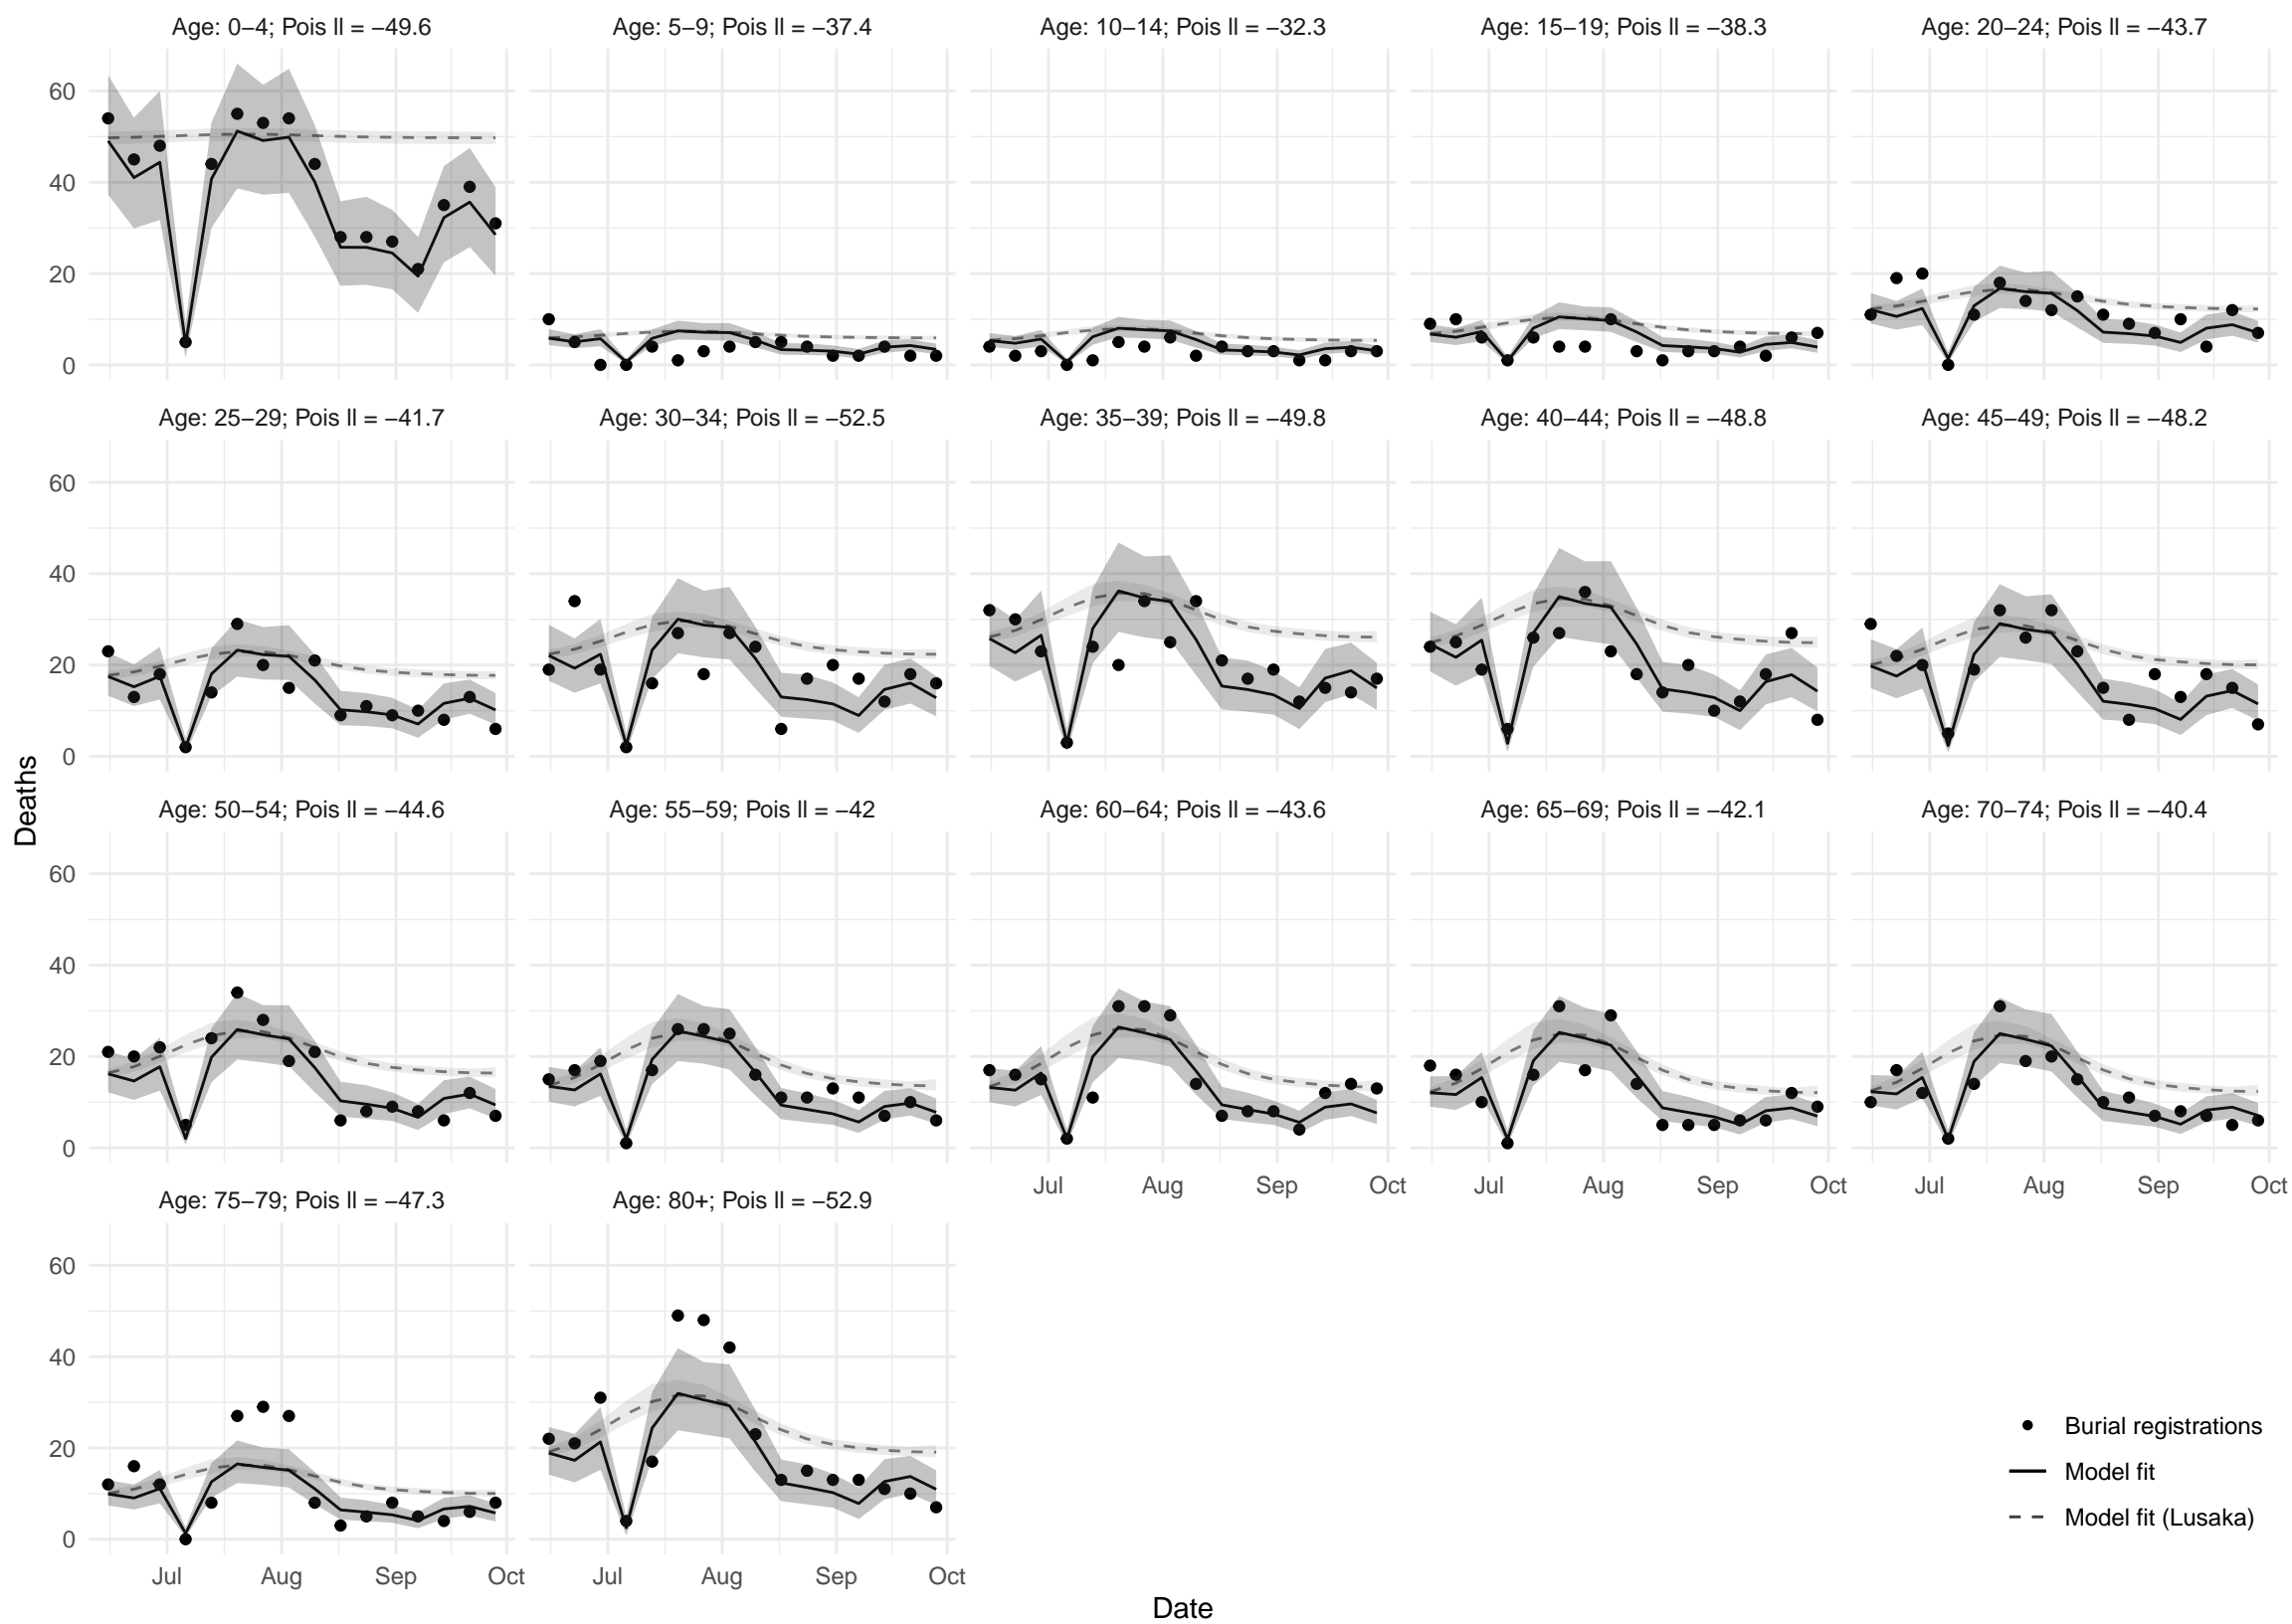 Age: 0–4; Pois ll = −49.6
Age: 5–9; Pois ll = −37.4
Age: 10–14; Pois ll = −32.3
Age: 15–19; Pois ll = −38.3
Age: 20–24; Pois ll = −43.7
60
40
20
0
Age: 25–29; Pois ll = −41.7
Age: 30–34; Pois ll = −52.5
Age: 35–39; Pois ll = −49.8
Age: 40–44; Pois ll = −48.8
Age: 45–49; Pois ll = −48.2
60
40
20
0
Deaths
Age: 50–54; Pois ll = −44.6
Age: 55–59; Pois ll = −42
Age: 60–64; Pois ll = −43.6
Age: 65–69; Pois ll = −42.1
Age: 70–74; Pois ll = −40.4
60
40
20
0
Jul Aug Sep Oct
Jul Aug Sep Oct
Jul Aug Sep Oct
Age: 75–79; Pois ll = −47.3
Age: 80+; Pois ll = −52.9
60
40
20
0
Jul Aug Sep Oct
Jul Aug Sep Oct
Burial registrations
Model fit
Model fit (Lusaka)
Date